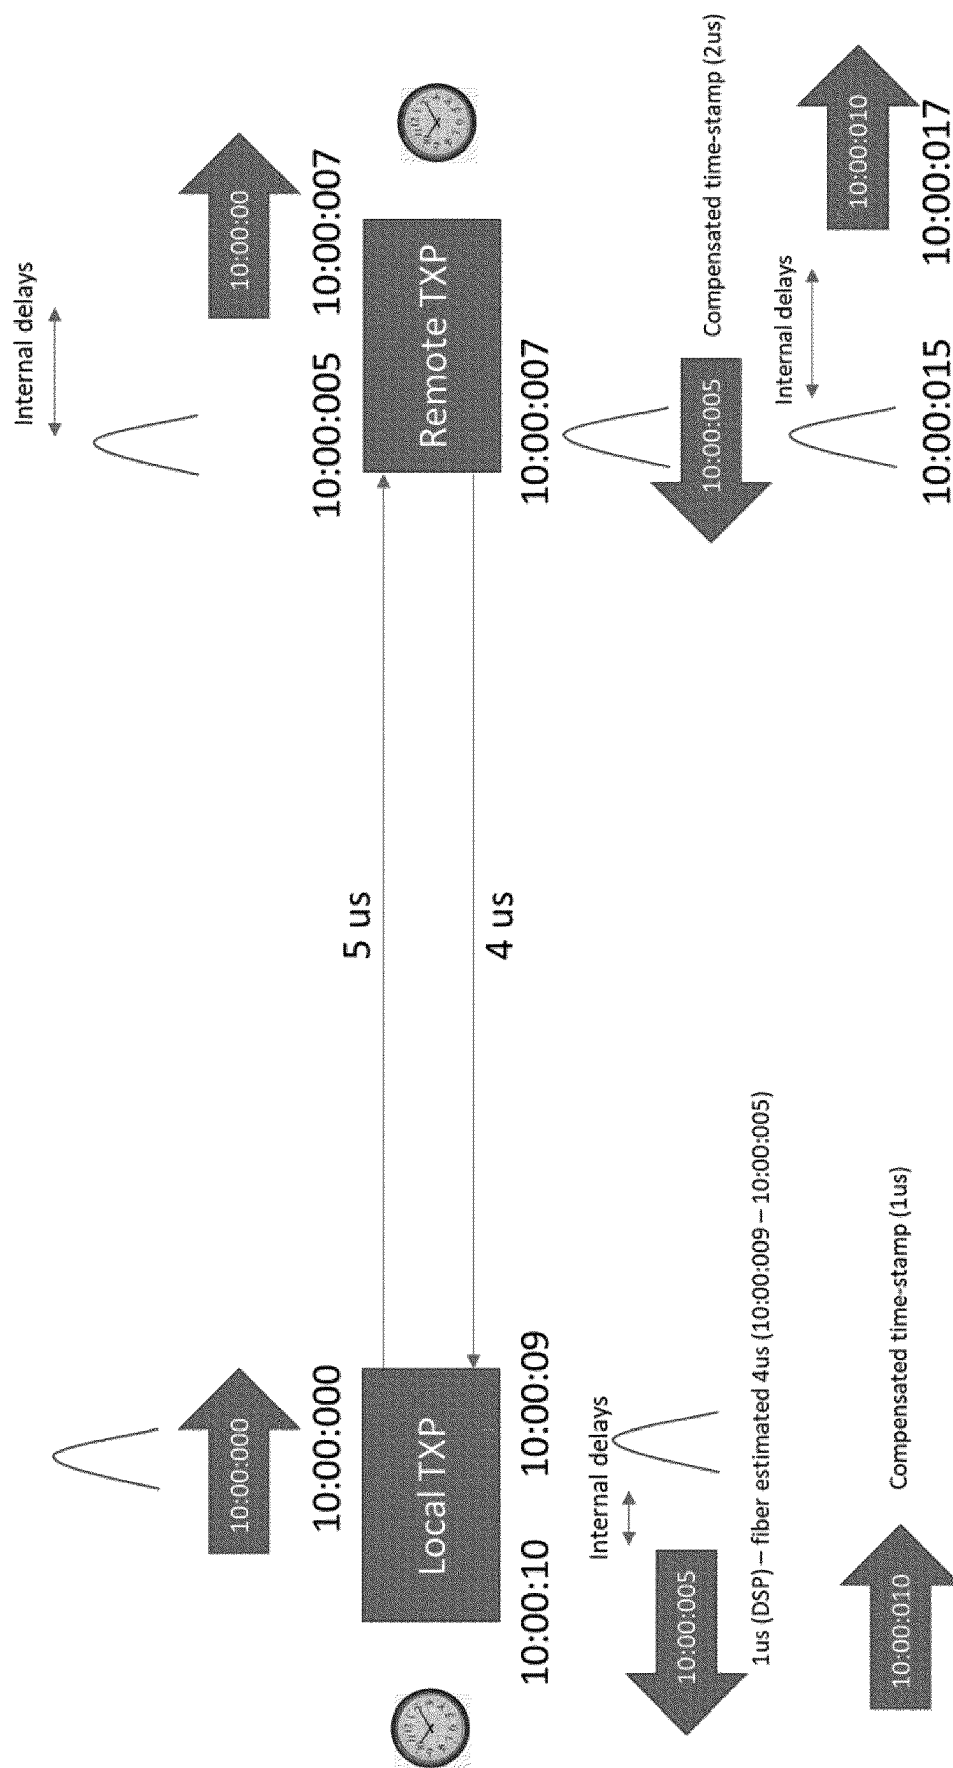 Internal delays
10:00:000
10:00:00
10:00:000
10:00:005
10:00:007
5 us
Local TXP
Remote TXP
4 us
10:00:10
10:00:09
10:00:007
Internal delays
10:00:005
10:00:005
Compensated time-stamp (2us)
1us (DSP) – fiber estimated 4us (10:00:009 – 10:00:005)
Internal delays
10:00:010
Compensated time-stamp (1us)
10:00:010
10:00:015
10:00:017